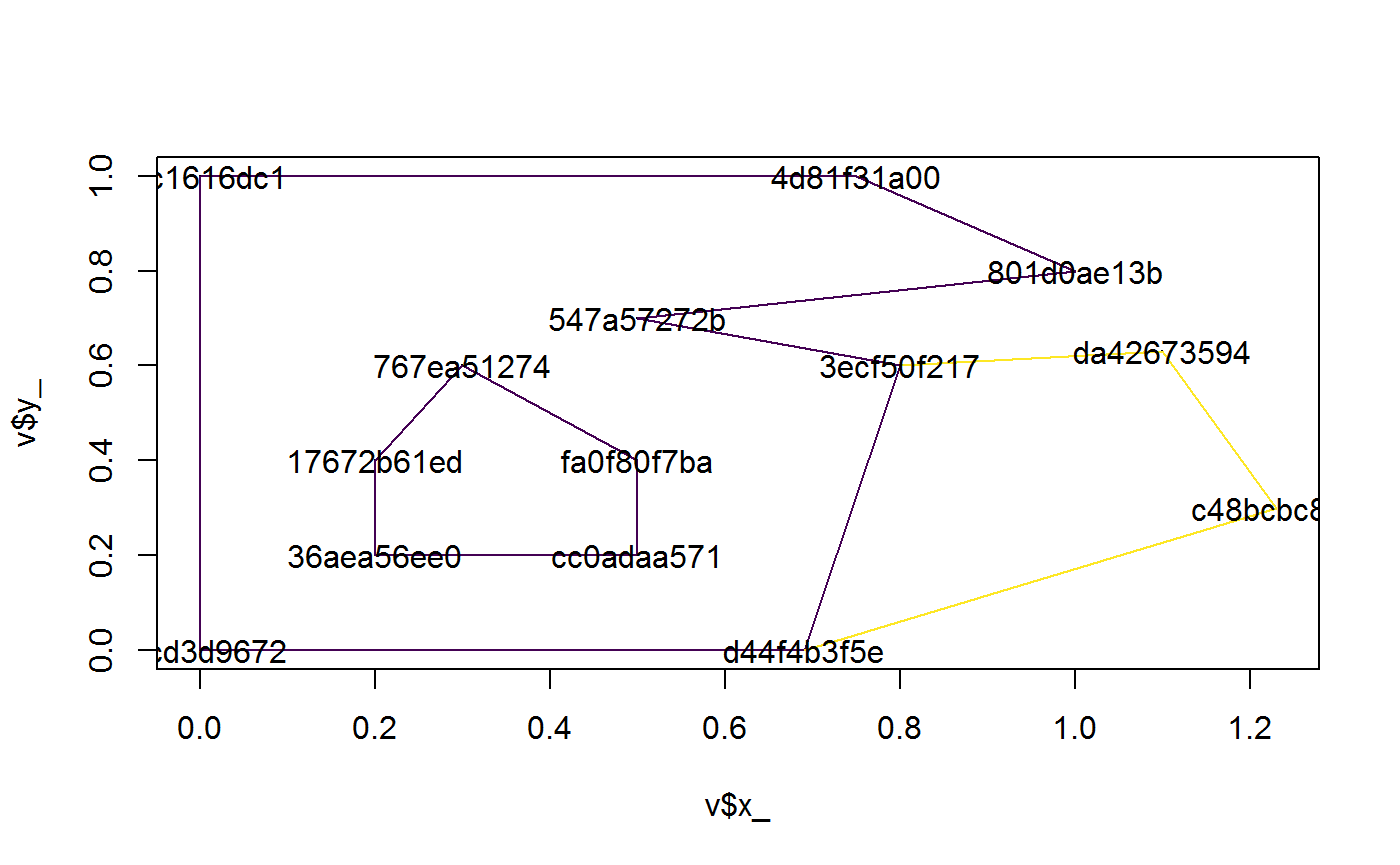 1.0
c1616dc1 4d81f31a00
0.8
801d0ae13b
547a57272b
0.6
767ea51274 3ecf50f217 da42673594
v$y_
0.4
17672b61ed fa0f80f7ba
c48bcbc8
0.2
36aea56ee0 cc0adaa571
0.0
cd3d9672 d44f4b3f5e
0.0 0.2 0.4 0.6 0.8 1.0 1.2
v$x_